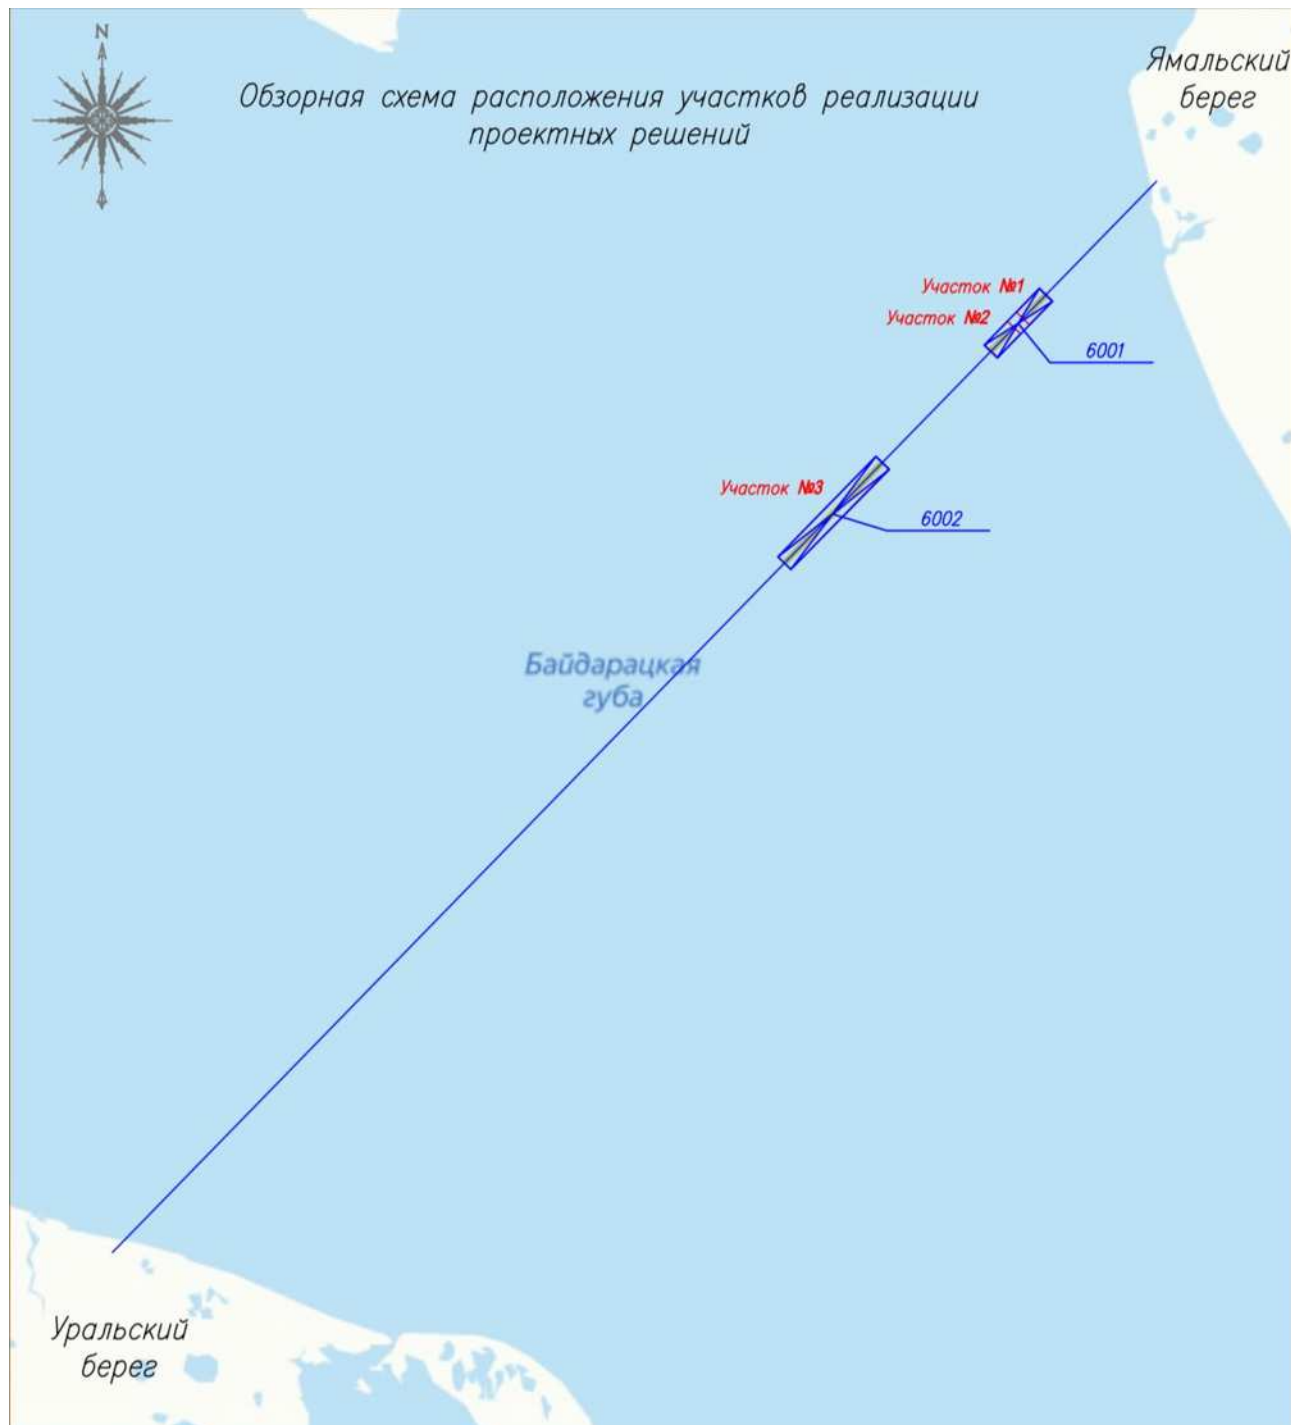 N
Ямальский
берег
Обзорная схема расположения участков реализации
проектных решений
Участок №1
Участок №2
6001
Участок №3
6002
Байдарацкая
губа
Уральский
берег